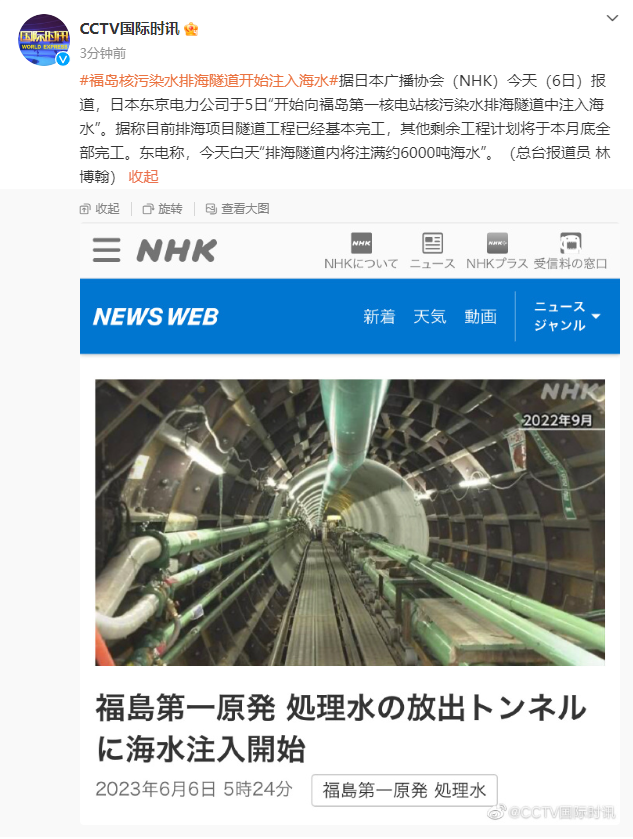 CCTV国际时讯
3分钟前
国际时讯
WORLD EXPRESS
#福岛核污染水排海隧道开始注入海水#据日本广播协会（NHK）今天（6日）报
道，日本东京电力公司于5日“开始向福岛第一核电站核污染水排海隧道中注入海
水”。据称目前排海项目隧道工程已经基本完工，其他剩余工程计划将于本月底全
部完工。东电称，今天白天“排海隧道内将注满约6000吨海水”。（总台报道员 林
博翰） 收起
收起 旋转 查看大图
NHK
NHK
NHK
NHKについて ニュース NHKプラス 受信料の窓口
NEWS WEB
新着 天気 動画
ニュース
ジャンル
NHK
2022年9月
福島第一原発 処理水の放出トンネル
に海水注入開始
2023年6月6日 5時24分 福島第一原発 処理水
@CCTV国际时讯